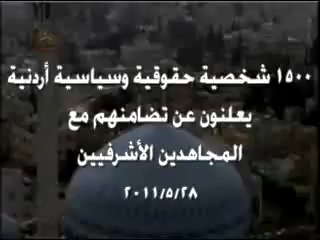 ١٥٠٠ شخصية حقوقية وسياسية أردنية
يعلنون عن تضامنهم مع
المجاهدين الأشرفيين
٢٠١١/٥/٢٨